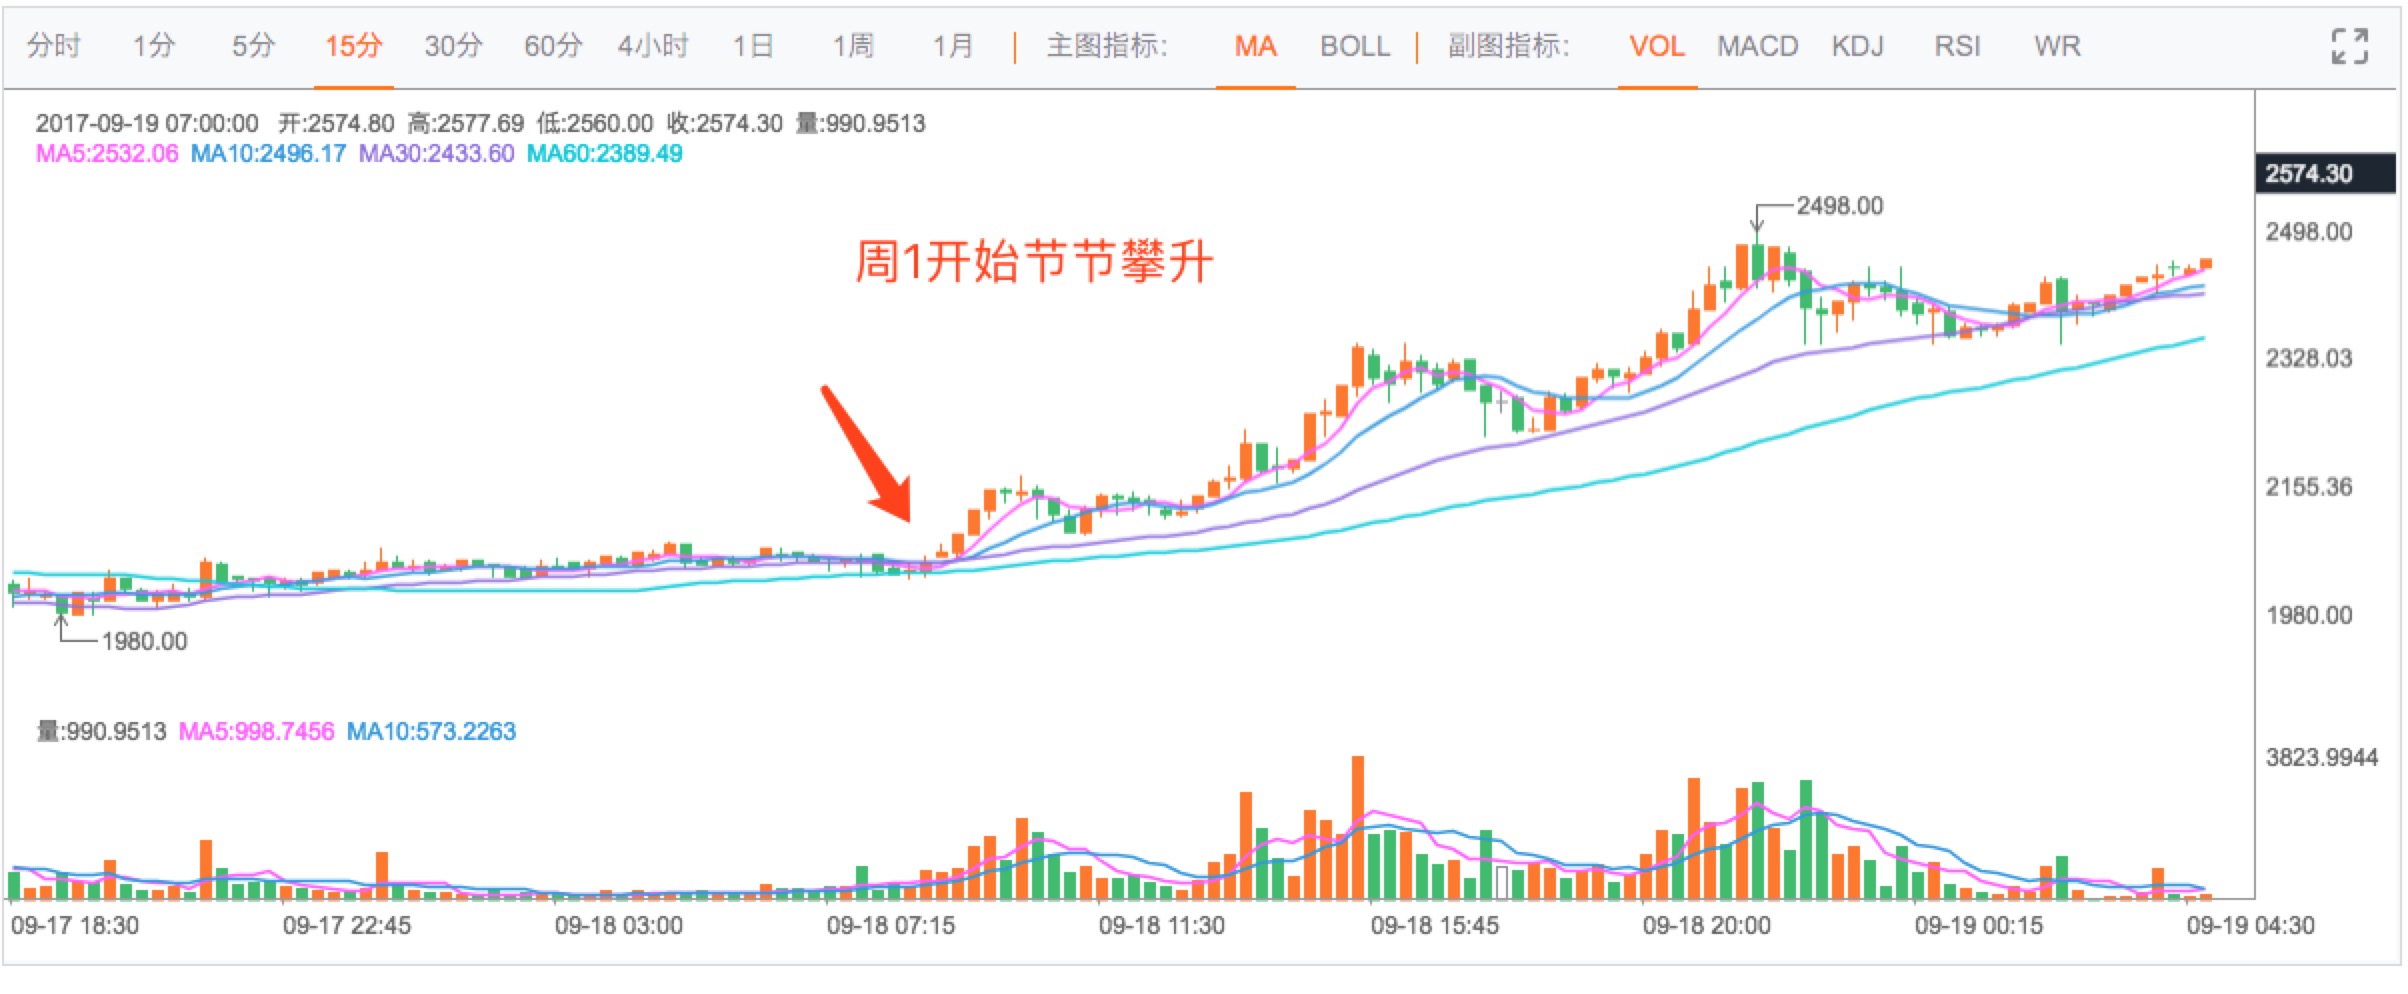 分时 1分 5分 15分 30分 60分 4小时 1日 1周 1月 主图指标: MA BOLL 副图指标: VOL MACD KDJ RSI WR
2017-09-19 07:00:00 开:2574.80 高:2577.69 低:2560.00 收:2574.30 量:990.9513
MA5:2532.06 MA10:2496.17 MA30:2433.60 MA60:2389.49
2574.30
2498.00
2498.00
周1开始节节攀升
2328.03
2155.36
1980.00
1980.00
量:990.9513 MA5:998.7456 MA10:573.2263
3823.9944
09-17 18:30 09-17 22:45 09-18 03:00 09-18 07:15 09-18 11:30 09-18 15:45 09-18 20:00 09-19 00:15 09-19 04:30